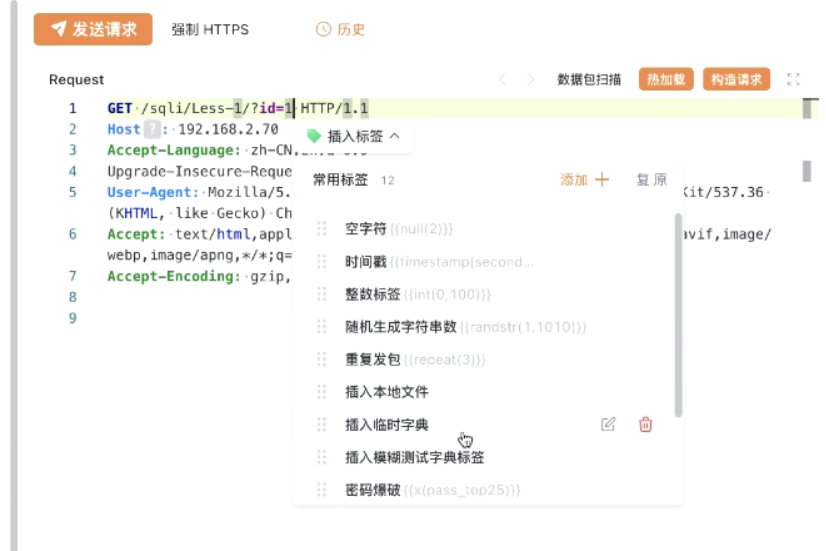 发送请求 强制 HTTPS 历史
Request 数据包扫描 热加载 构造请求
1 GET /sqli/Less-1/?id=1 HTTP/1.1
2 Host ? : 192.168.2.70
插入标签
3 Accept-Language: zh-CN
4 Upgrade-Insecure-Reque
常用标签 12 添加 复原
5 User-Agent: Mozilla/5. Kit/537.36
(KHTML, like Gecko) Ch
空字符 {{null(2)}}
6 Accept: text/html,appl avif,image/
webp,image/apng,*/*;q=
时间戳 {{timestamp(second...
7 Accept-Encoding: gzip,
整数标签 {{int(0,100)}}
8
9
随机生成字符串数 {{randstr(1,1010)}}
重复发包 {{repeat(3)}}
插入本地文件
插入临时字典
插入模糊测试字典标签
密码爆破 {{x(pass_top25)}}